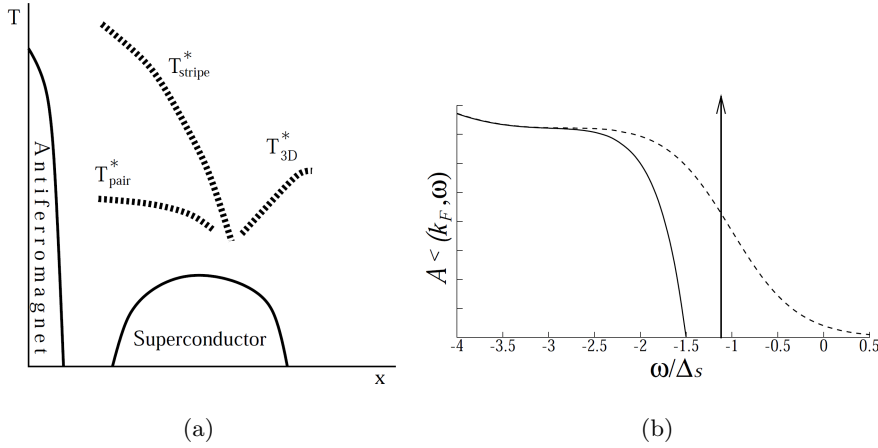 T
T*stripe
T*3D
T*pair
Antiferromagnet
Superconductor
x
(a)
A < (k_F, ω)
-4 -3.5 -3 -2.5 -2 -1.5 -1 -0.5 0 0.5
ω/Δs
(b)